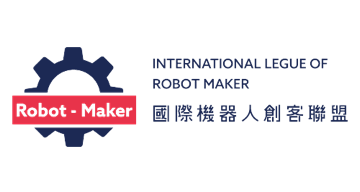 Robot - Maker
INTERNATIONAL LEGUE OF
ROBOT MAKER
國際機器人創客聯盟